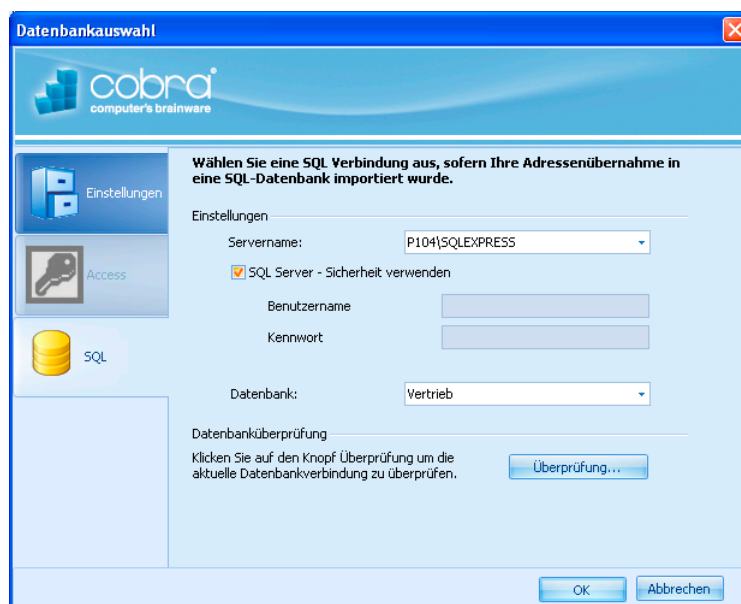 Datenbankauswahl
cobra
computer's brainware
Einstellungen
Access
SQL
Wählen Sie eine SQL Verbindung aus, sofern Ihre Adressenübernahme in
eine SQL-Datenbank importiert wurde.
Einstellungen
Servername: P104\SQLEXPRESS
SQL Server - Sicherheit verwenden
Benutzername
Kennwort
Datenbank: Vertrieb
Datenbanküberprüfung
Klicken Sie auf den Knopf Überprüfung um die
aktuelle Datenbankverbindung zu überprüfen.
Überprüfung...
OK Abbrechen